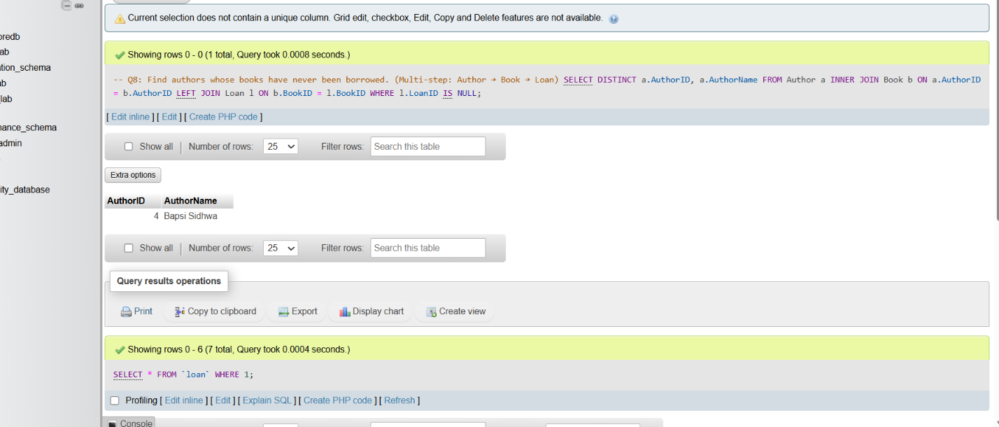 oredb
ab
ation_schema
ab
_lab
mance_schema
admin
ity_database
Current selection does not contain a unique column. Grid edit, checkbox, Edit, Copy and Delete features are not available.
Showing rows 0 - 0 (1 total, Query took 0.0008 seconds.)
-- Q8: Find authors whose books have never been borrowed. (Multi-step: Author → Book → Loan) SELECT DISTINCT a.AuthorID, a.AuthorName FROM Author a INNER JOIN Book b ON a.AuthorID
= b.AuthorID LEFT JOIN Loan l ON b.BookID = l.BookID WHERE l.LoanID IS NULL;
[ Edit inline ] [ Edit ] [ Create PHP code ]
Show all | Number of rows: 25 Filter rows: Search this table
Extra options
AuthorID AuthorName
4 Bapsi Sidhwa
Show all | Number of rows: 25 Filter rows: Search this table
Query results operations
Print Copy to clipboard Export Display chart Create view
Showing rows 0 - 6 (7 total, Query took 0.0004 seconds.)
SELECT * FROM `loan` WHERE 1;
Profiling [ Edit inline ] [ Edit ] [ Explain SQL ] [ Create PHP code ] [ Refresh ]
Console